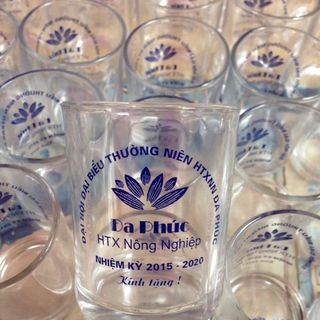 ĐẠI HỘI ĐẠI BIỂU THƯỜNG NIÊN HTXNN ĐA PHÚC
Đa Phúc
HTX Nông Nghiệp
NHIỆM KỲ 2015 - 2020
Kính tặng !